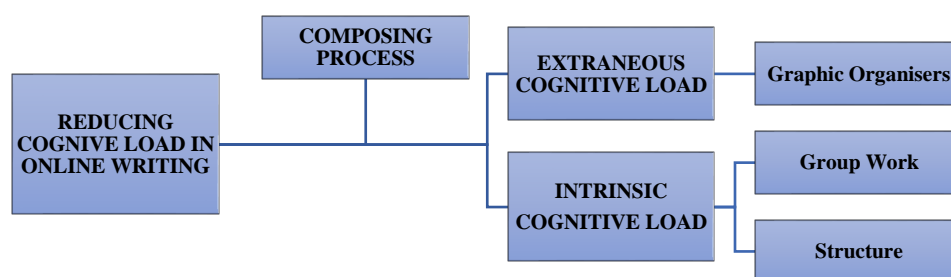 COMPOSING
PROCESS
EXTRANEOUS
COGNITIVE LOAD
Graphic Organisers
REDUCING
COGNIVE LOAD IN
ONLINE WRITING
Group Work
INTRINSIC
COGNITIVE LOAD
Structure